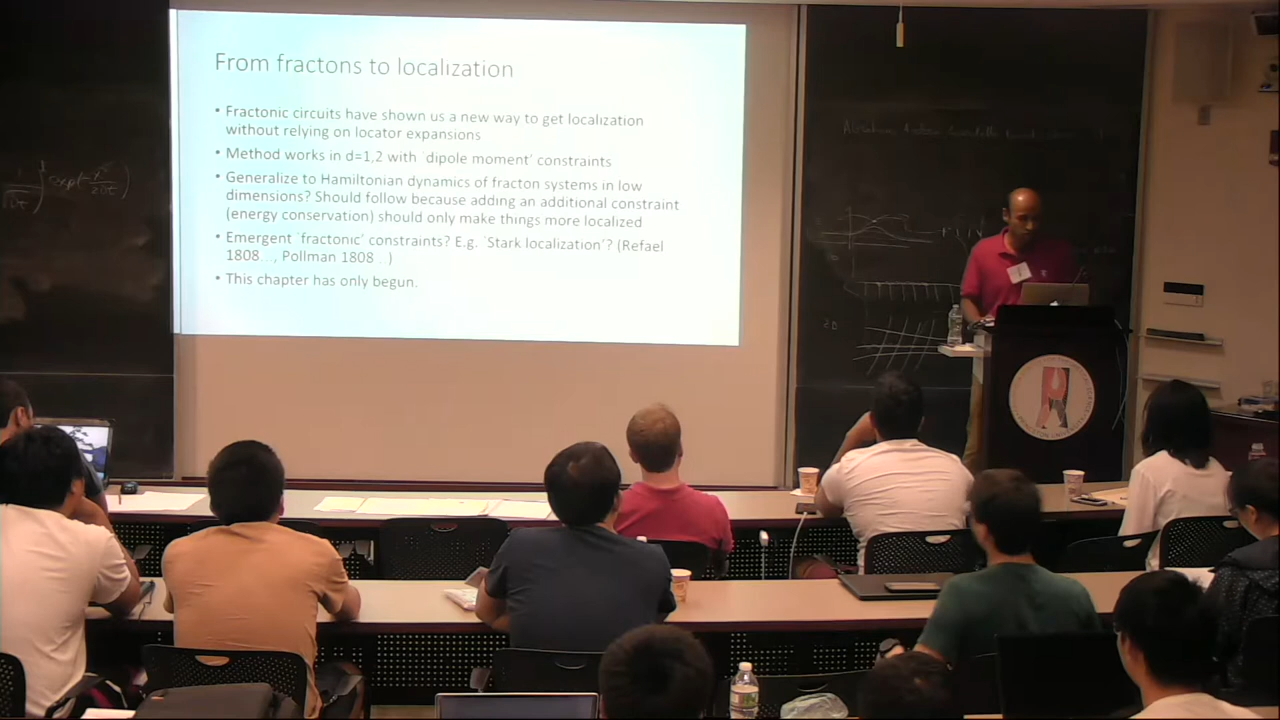 From fractons to localization
• Fractonic circuits have shown us a new way to get localization
without relying on locator expansions
• Method works in d=1,2 with `dipole moment' constraints
• Generalize to Hamiltonian dynamics of fracton systems in low
dimensions? Should follow because adding an additional constraint
(energy conservation) should only make things more localized
• Emergent `fractonic' constraints? E.g. `Stark localization'? (Refael
1808..., Pollman 1808...)
• This chapter has only begun.
2D